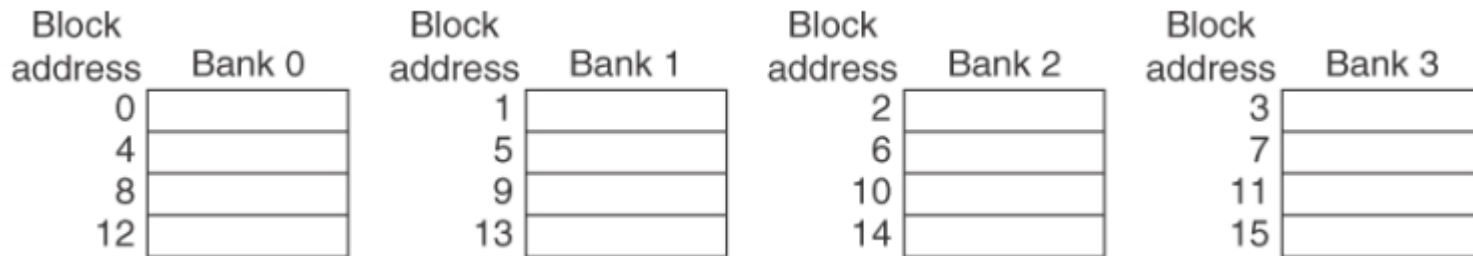 Block Block Block Block
address Bank 0 address Bank 1 address Bank 2 address Bank 3
0 1 2 3
4 5 6 7
8 9 10 11
12 13 14 15